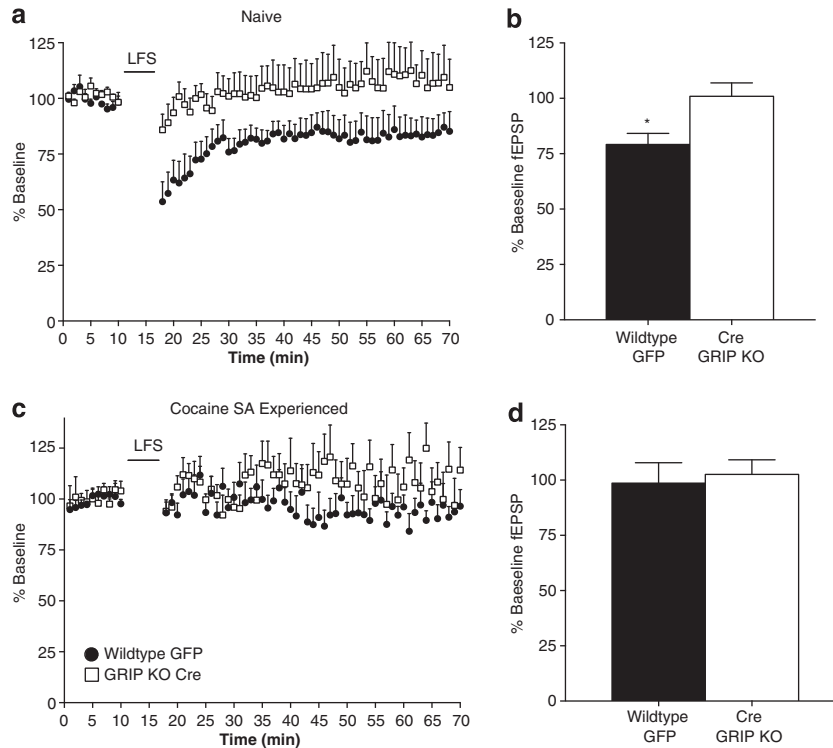 a
Naive
LFS
% Baseline
125
100
75
50
25
0
0 5 10 15 20 25 30 35 40 45 50 55 60 65 70
Time (min)
b
% Baeseline fEPSP
125
100
75
50
25
0
Wildtype
GFP
Cre
GRIP KO
*
c
Cocaine SA Experienced
LFS
% Baseline
125
100
75
50
25
0
Wildtype GFP
GRIP KO Cre
0 5 10 15 20 25 30 35 40 45 50 55 60 65 70
Time (min)
d
% Baeseline fEPSP
125
100
75
50
25
0
Wildtype
GFP
Cre
GRIP KO